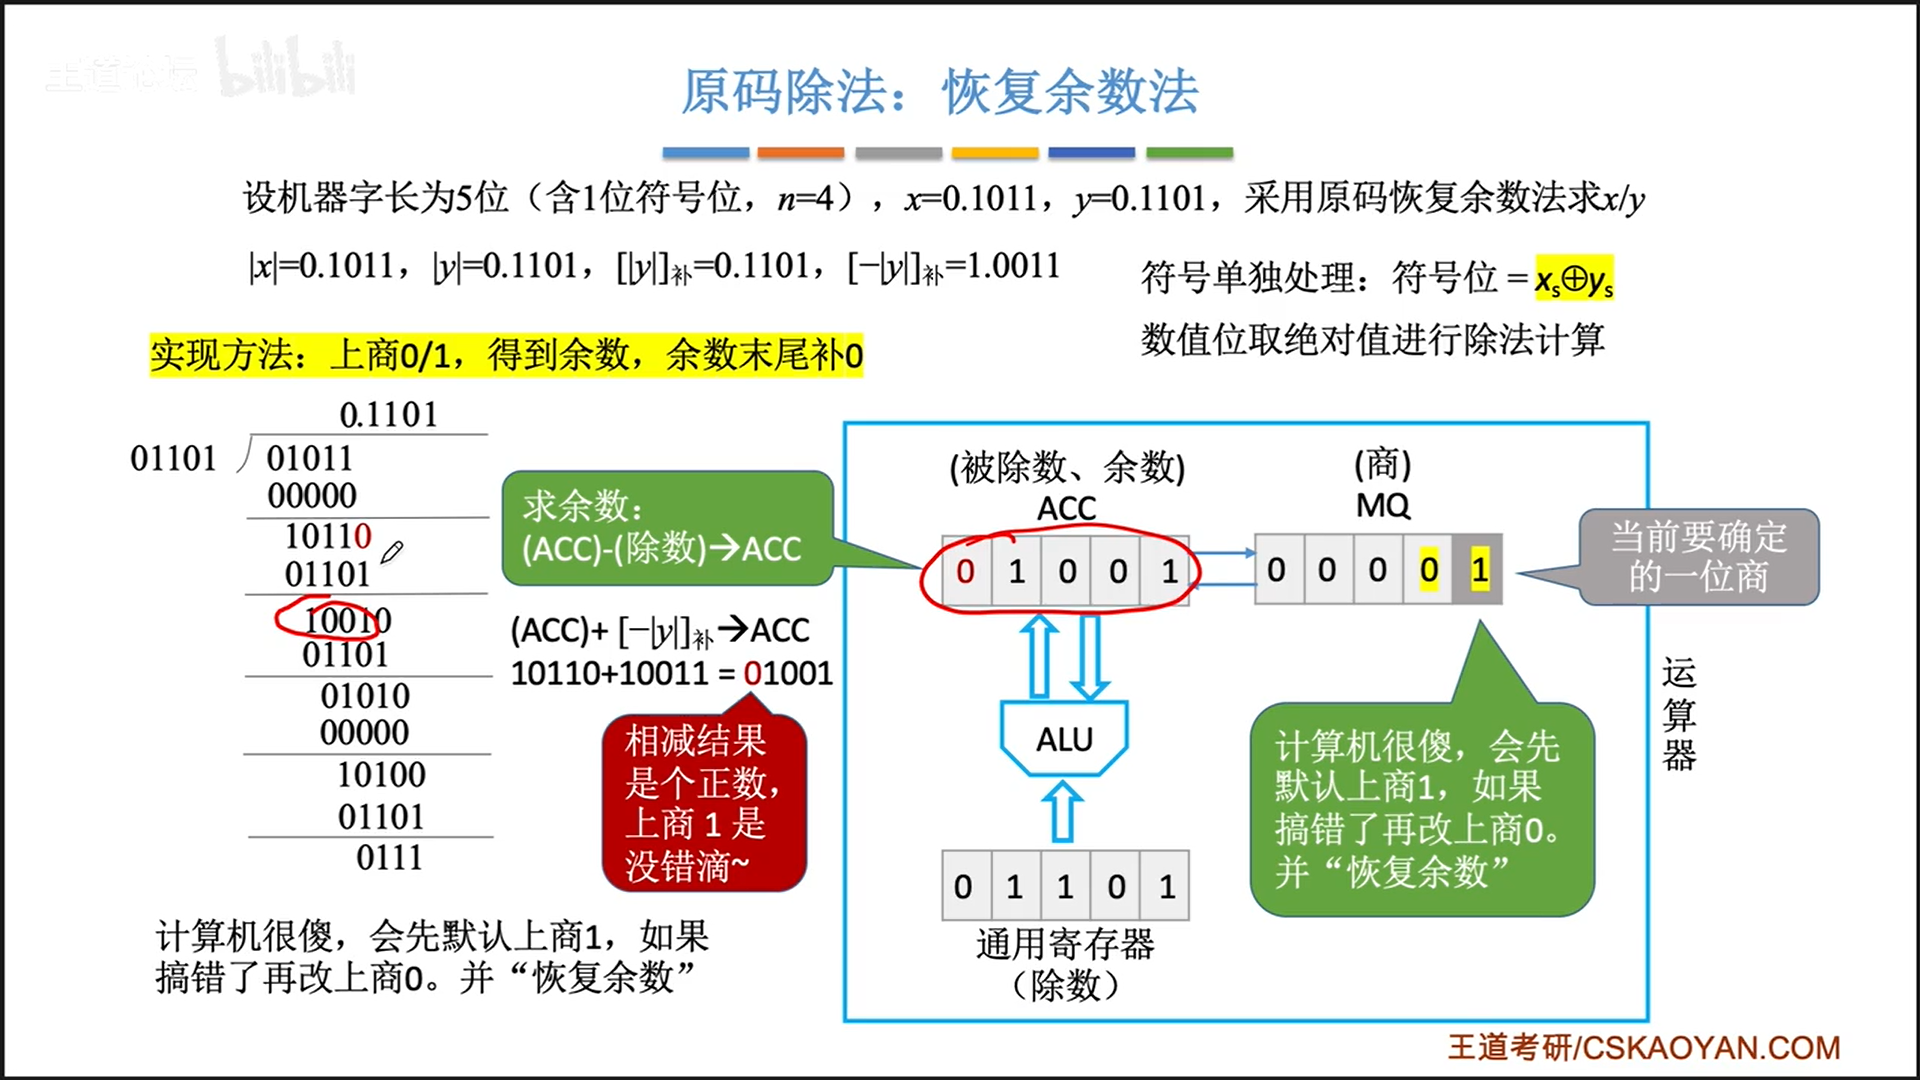 王道论坛 bilibili
原码除法：恢复余数法
设机器字长为5位（含1位符号位，n=4），x=0.1011，y=0.1101，采用原码恢复余数法求x/y
|x|=0.1011，|y|=0.1101，[|y|]补=0.1101，[−|y|]补=1.0011
符号单独处理：符号位 = xs⊕ys
数值位取绝对值进行除法计算
实现方法：上商0/1，得到余数，余数末尾补0
0.1101
01101
01011
00000
10110
01101
10010
01101
01010
00000
10100
01101
0111
求余数：
(ACC)-(除数)→ACC
(ACC)+ [−|y|]补→ACC
10110+10011 = 01001
相减结果
是个正数，
上商 1 是
没错滴~
计算机很傻，会先默认上商1，如果
搞错了再改上商0。并“恢复余数”
(被除数、余数)
ACC
0 1 0 0 1
(商)
MQ
0 0 0 0 1
当前要确定
的一位商
ALU
0 1 1 0 1
通用寄存器
（除数）
计算机很傻，会先
默认上商1，如果
搞错了再改上商0。
并“恢复余数”
运
算
器
王道考研/CSKAOYAN.COM